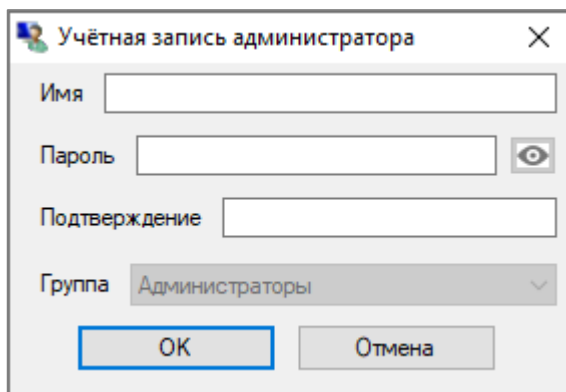 Учётная запись администратора
Имя
Пароль
Подтверждение
Группа Администраторы
OK Отмена